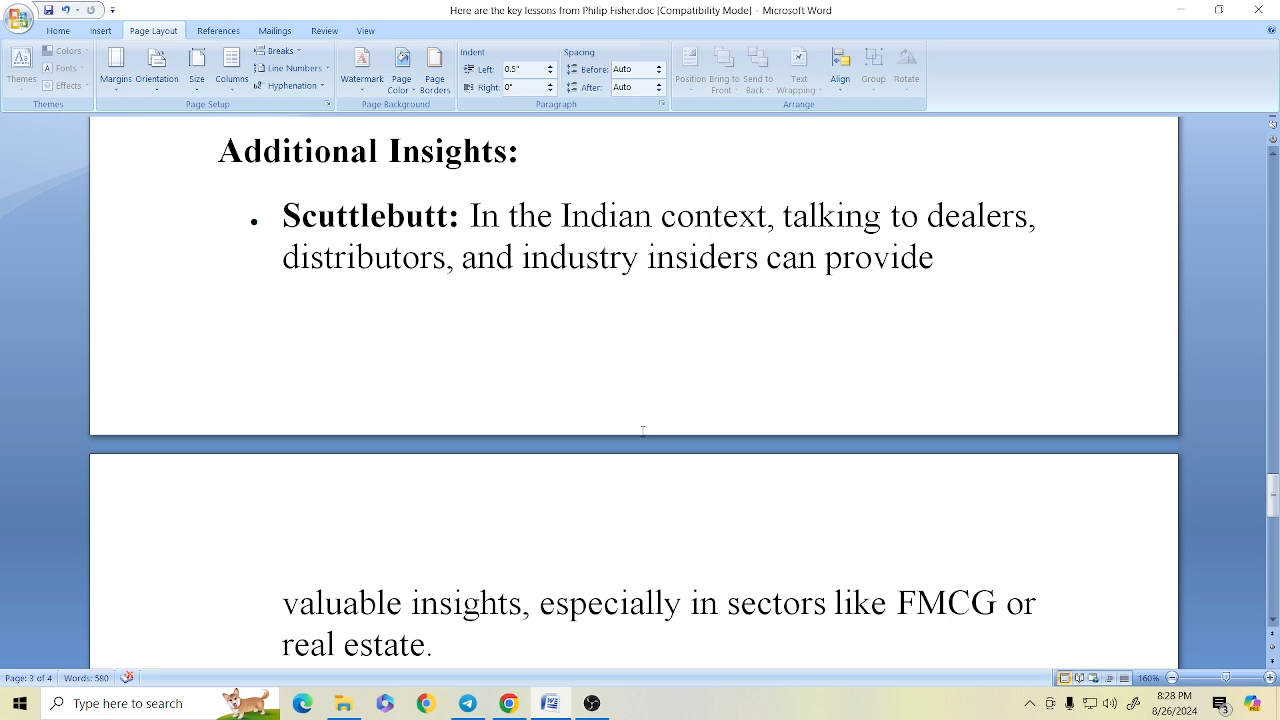 Here are the key lessons from Philip Fisher.doc [Compatibility Mode] - Microsoft Word
Home Insert Page Layout References Mailings Review View
Themes Colors Fonts Effects Themes
Margins Orientation Size Columns Breaks Line Numbers Hyphenation Page Setup
Watermark Page Color Page Borders Page Background
Indent Left: 0.5" Right: 0" Spacing Before: Auto After: Auto Paragraph
Position Bring to Front Send to Back Text Wrapping Align Group Rotate Arrange
Additional Insights:
• Scuttlebutt: In the Indian context, talking to dealers,
distributors, and industry insiders can provide
valuable insights, especially in sectors like FMCG or
real estate.
Page: 3 of 4 Words: 580 160%
Type here to search 8:28 PM
8/26/2024